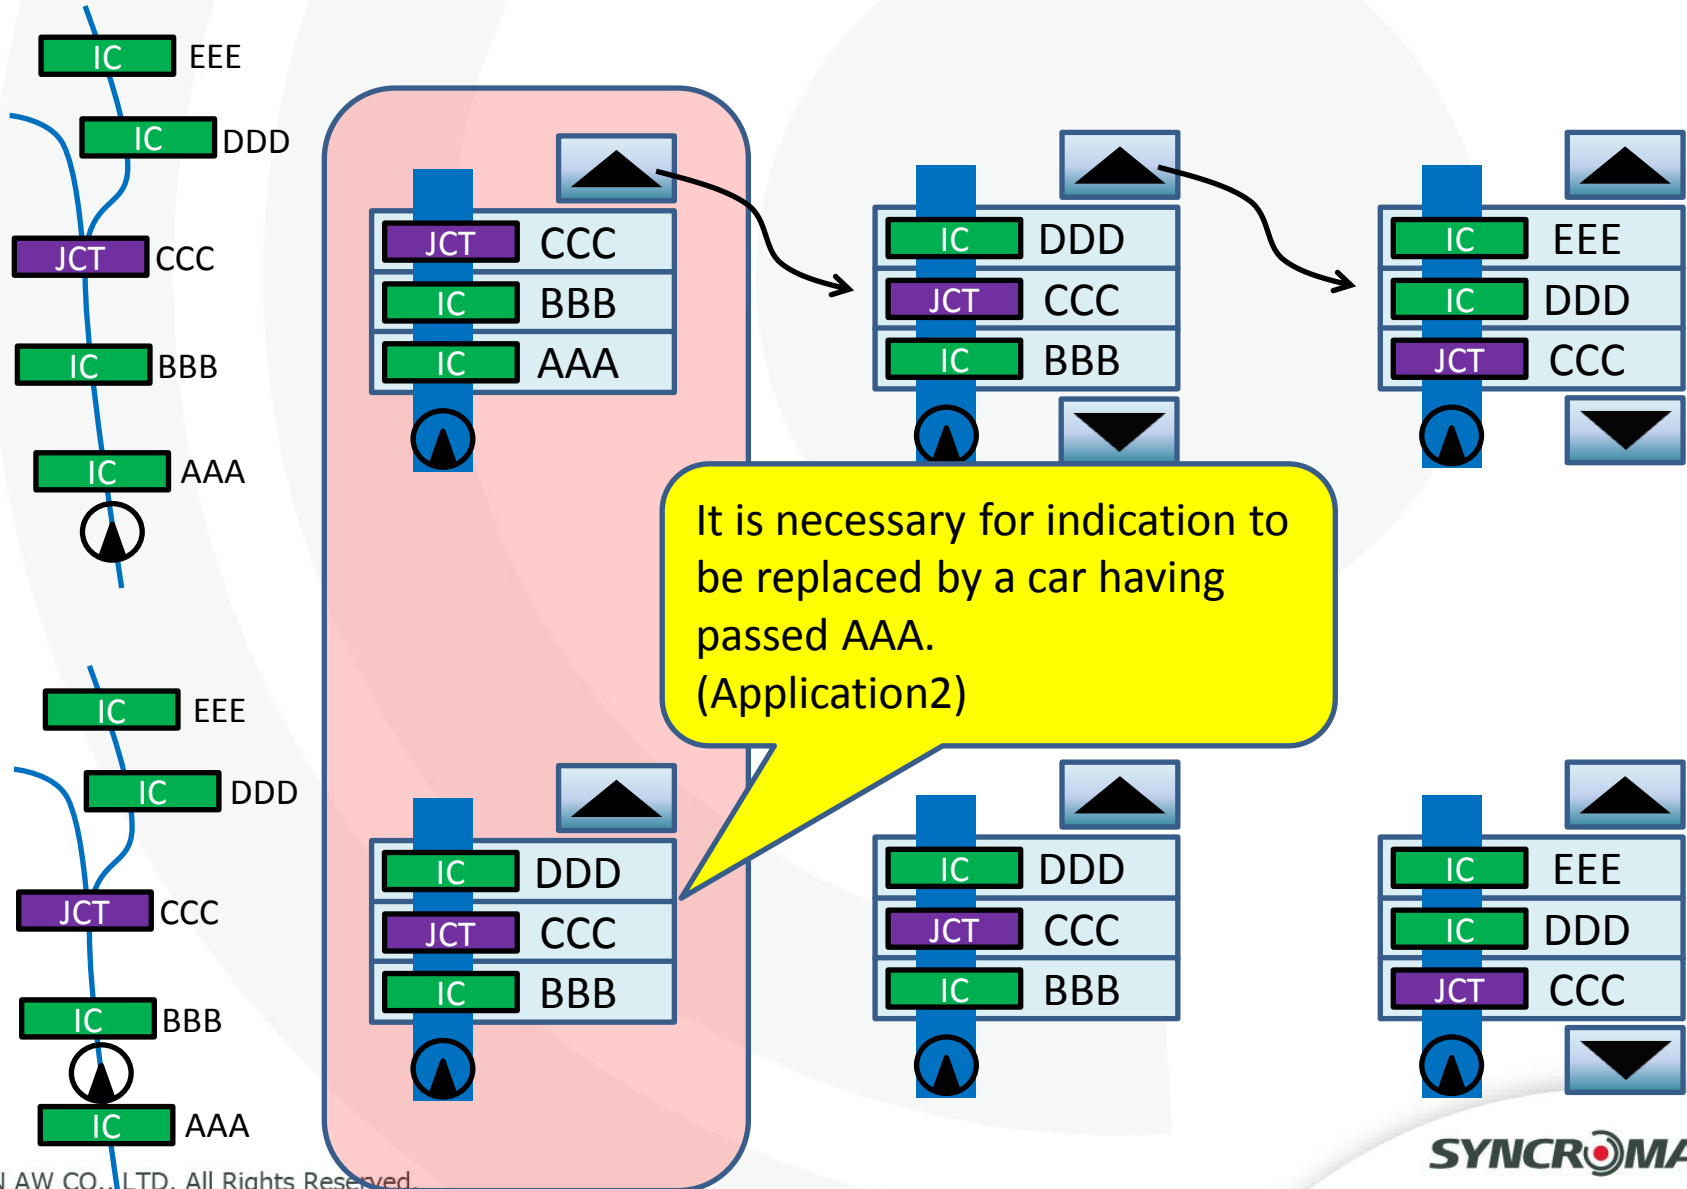 IC EEE
IC DDD
JCT CCC
IC BBB
IC AAA
JCT CCC
IC BBB
IC AAA
IC DDD
JCT CCC
IC BBB
IC EEE
IC DDD
JCT CCC
It is necessary for indication to
be replaced by a car having
passed AAA.
(Application2)
IC EEE
IC DDD
JCT CCC
IC BBB
IC AAA
IC DDD
JCT CCC
IC BBB
IC DDD
JCT CCC
IC BBB
IC EEE
IC DDD
JCT CCC
N AW CO., LTD. All Rights Reserved.
SYNCROMA